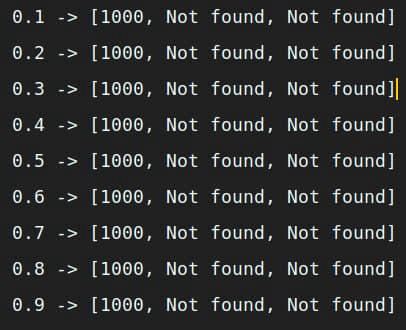 0.1 -> [1000, Not found, Not found]
0.2 -> [1000, Not found, Not found]
0.3 -> [1000, Not found, Not found]
0.4 -> [1000, Not found, Not found]
0.5 -> [1000, Not found, Not found]
0.6 -> [1000, Not found, Not found]
0.7 -> [1000, Not found, Not found]
0.8 -> [1000, Not found, Not found]
0.9 -> [1000, Not found, Not found]